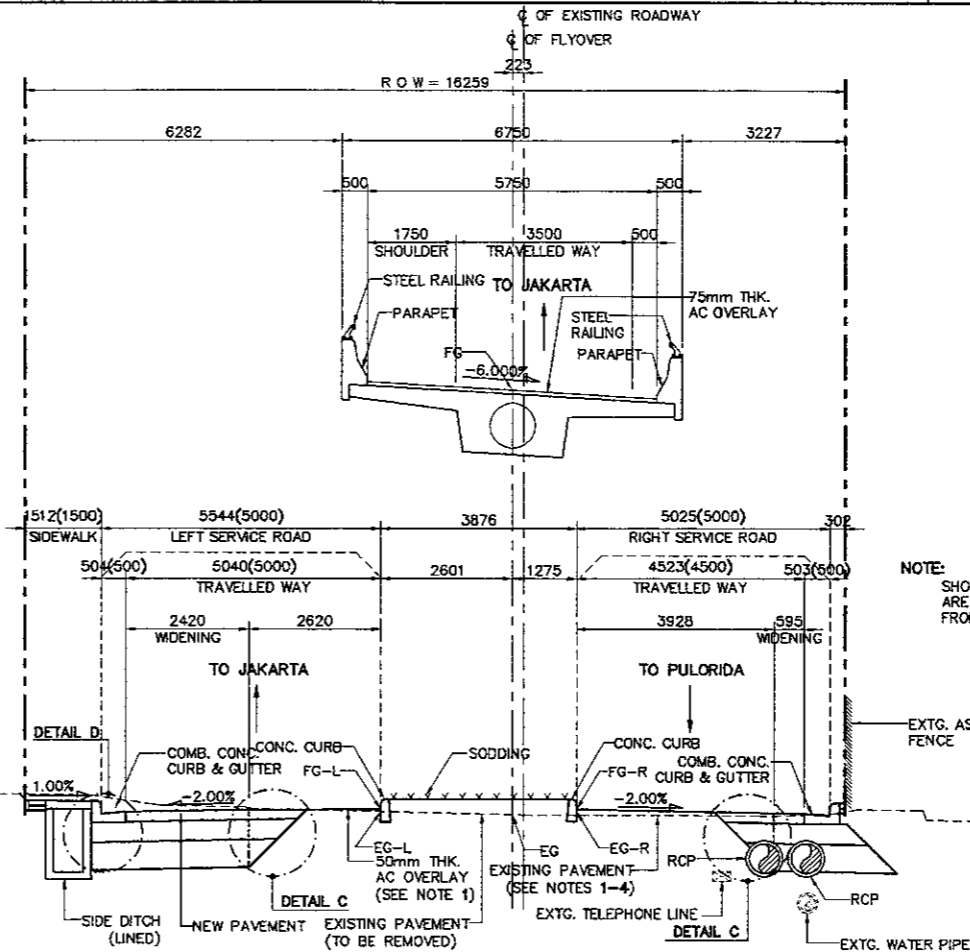 ℄ OF EXISTING ROADWAY
℄ OF FLYOVER
223
R O W = 16259
6282
6750
3227
500
5750
500
1750
3500
500
SHOULDER
TRAVELLED WAY
STEEL RAILING
TO JAKARTA
75mm THK.
AC OVERLAY
PARAPET
STEEL
RAILING
PARAPET
FG
-6.000%
1512(1500)
5544(5000)
3876
5025(5000)
302
SIDEWALK
LEFT SERVICE ROAD
RIGHT SERVICE ROAD
504(500)
5040(5000)
2601
1275
4523(4500)
503(500)
TRAVELLED WAY
TRAVELLED WAY
NOTE:
SHO
ARE
FRO
2420
2620
3928
595
WIDENING
WIDENING
TO JAKARTA
TO PULORIDA
DETAIL D
COMB. CONC.
CURB & GUTTER
CONC. CURB
SODDING
CONC. CURB
EXTG. AS
FENCE
FG-L
FG-R
COMB. CONC.
CURB & GUTTER
1.00%
-2.00%
-2.00%
EG-L
EG
EG-R
50mm THK.
AC OVERLAY
(SEE NOTE 1)
EXISTING PAVEMENT
(SEE NOTES 1-4)
RCP
RCP
DETAIL C
EXTG. TELEPHONE LINE
DETAIL C
SIDE DITCH
(LINED)
NEW PAVEMENT
EXISTING PAVEMENT
(TO BE REMOVED)
EXTG. WATER PIPE